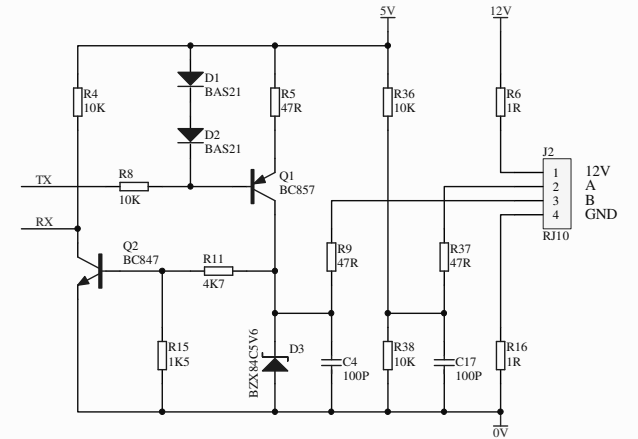 5V
12V
R4
10K
D1
BAS21
R5
47R
R36
10K
R6
1R
D2
BAS21
J2
TX
R8
10K
Q1
BC857
1
2
3
4
12V
A
B
GND
RJ10
RX
Q2
BC847
R11
4K7
R9
47R
R37
47R
R15
1K5
BZX84C5V6
D3
C4
100P
R38
10K
C17
100P
R16
1R
0V